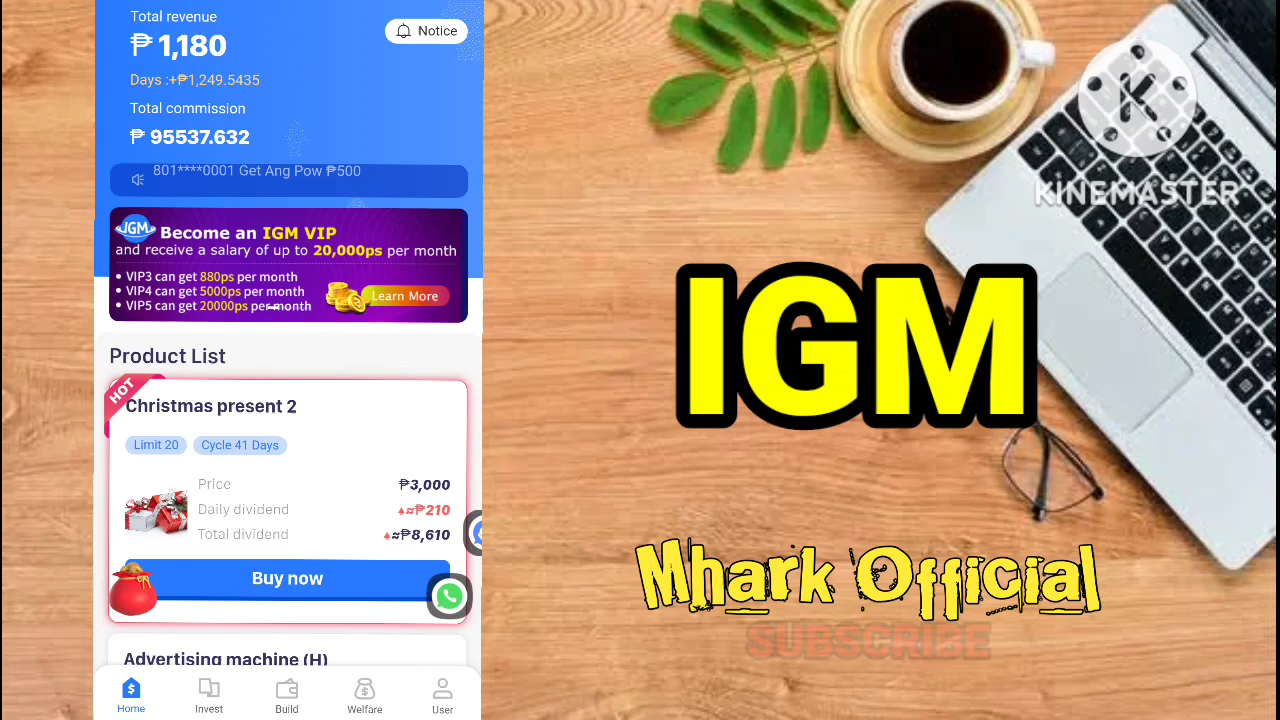 Total revenue
₱ 1,180
Notice
Days :+₱1,249.5435
Total commission
₱ 95537.632
801****0001 Get Ang Pow ₱500
IGM Become an IGM VIP
and receive a salary of up to 20,000ps per month
• VIP3 can get 880ps per month
• VIP4 can get 5000ps per month
• VIP5 can get 20000ps per month
Learn More
Product List
HOT
Christmas present 2
Limit 20
Cycle 41 Days
Price ₱3,000
Daily dividend ≈₱210
Total dividend ≈₱8,610
Buy now
Advertising machine (H)
Home
Invest
Build
Welfare
User
K
KINEMASTER
IGM
Mhark Official
SUBSCRIBE